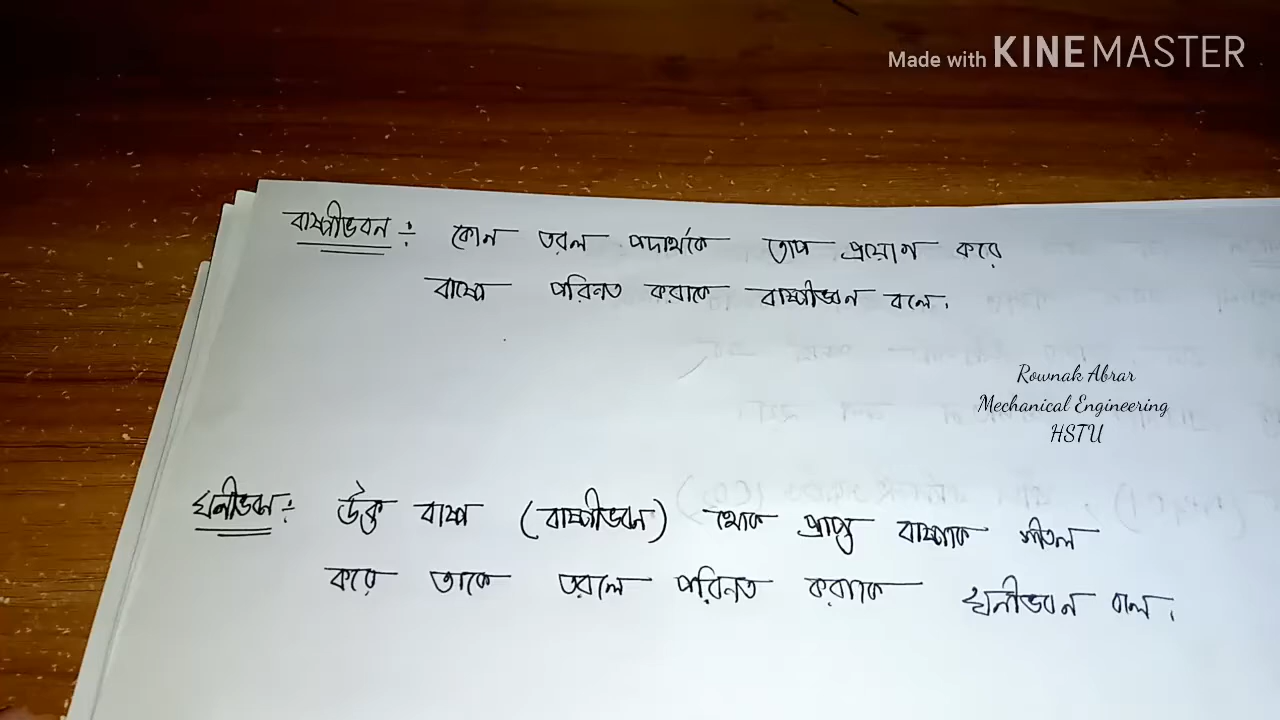 Made with KINEMASTER
বাষ্পীভবন ÷ কোন তরল পদার্থকে তাপ প্রয়োগ করে
বাষ্পে পরিনত করাকে বাষ্পীভবন বলে।
Rownak Abrar
Mechanical Engineering
HSTU
ঘনীভবন ÷ উক্ত বাষ্প (বাষ্পীভবন) থেকে প্রাপ্ত বাষ্পকে শীতল
করে তাকে তরলে পরিনত করাকে ঘনীভবন বলে।